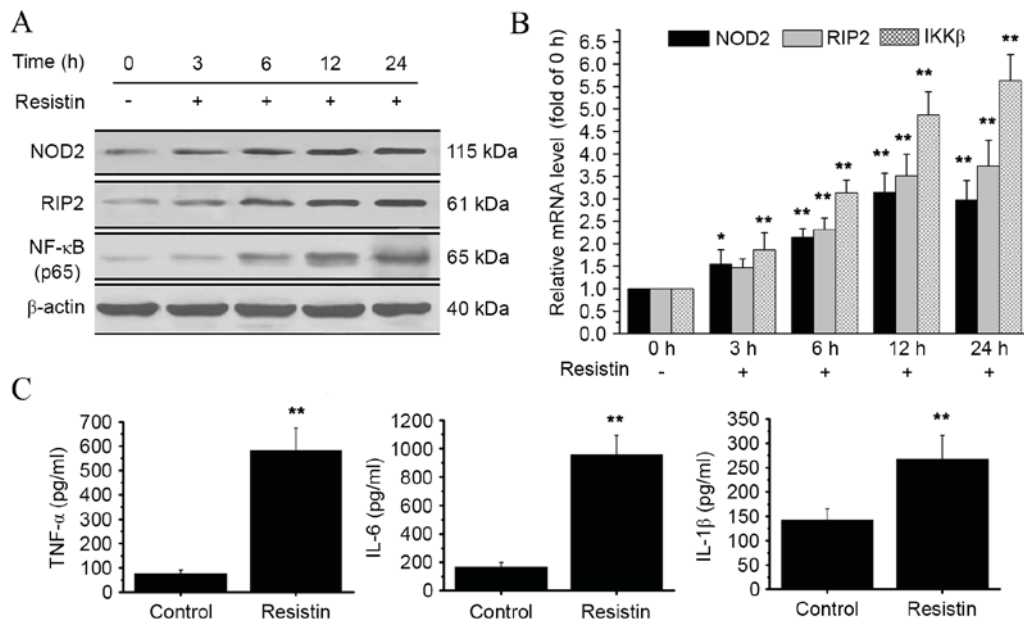 A
Time (h) 0 3 6 12 24
Resistin - + + + +
NOD2 115 kDa
RIP2 61 kDa
NF-κB
(p65) 65 kDa
β-actin 40 kDa
B
NOD2 RIP2 IKKβ
Relative mRNA level (fold of 0 h)
6.5
6.0
5.5
5.0
4.5
4.0
3.5
3.0
2.5
2.0
1.5
1.0
0.5
0.0
* **
** ** **
** ** **
** ** **
0 h 3 h 6 h 12 h 24 h
Resistin - + + + +
C
TNF-α (pg/ml)
700
600
500
400
300
200
100
0
**
Control Resistin
IL-6 (pg/ml)
1200
1000
800
600
400
200
0
**
Control Resistin
IL-1β (pg/ml)
350
300
250
200
150
100
50
0
**
Control Resistin